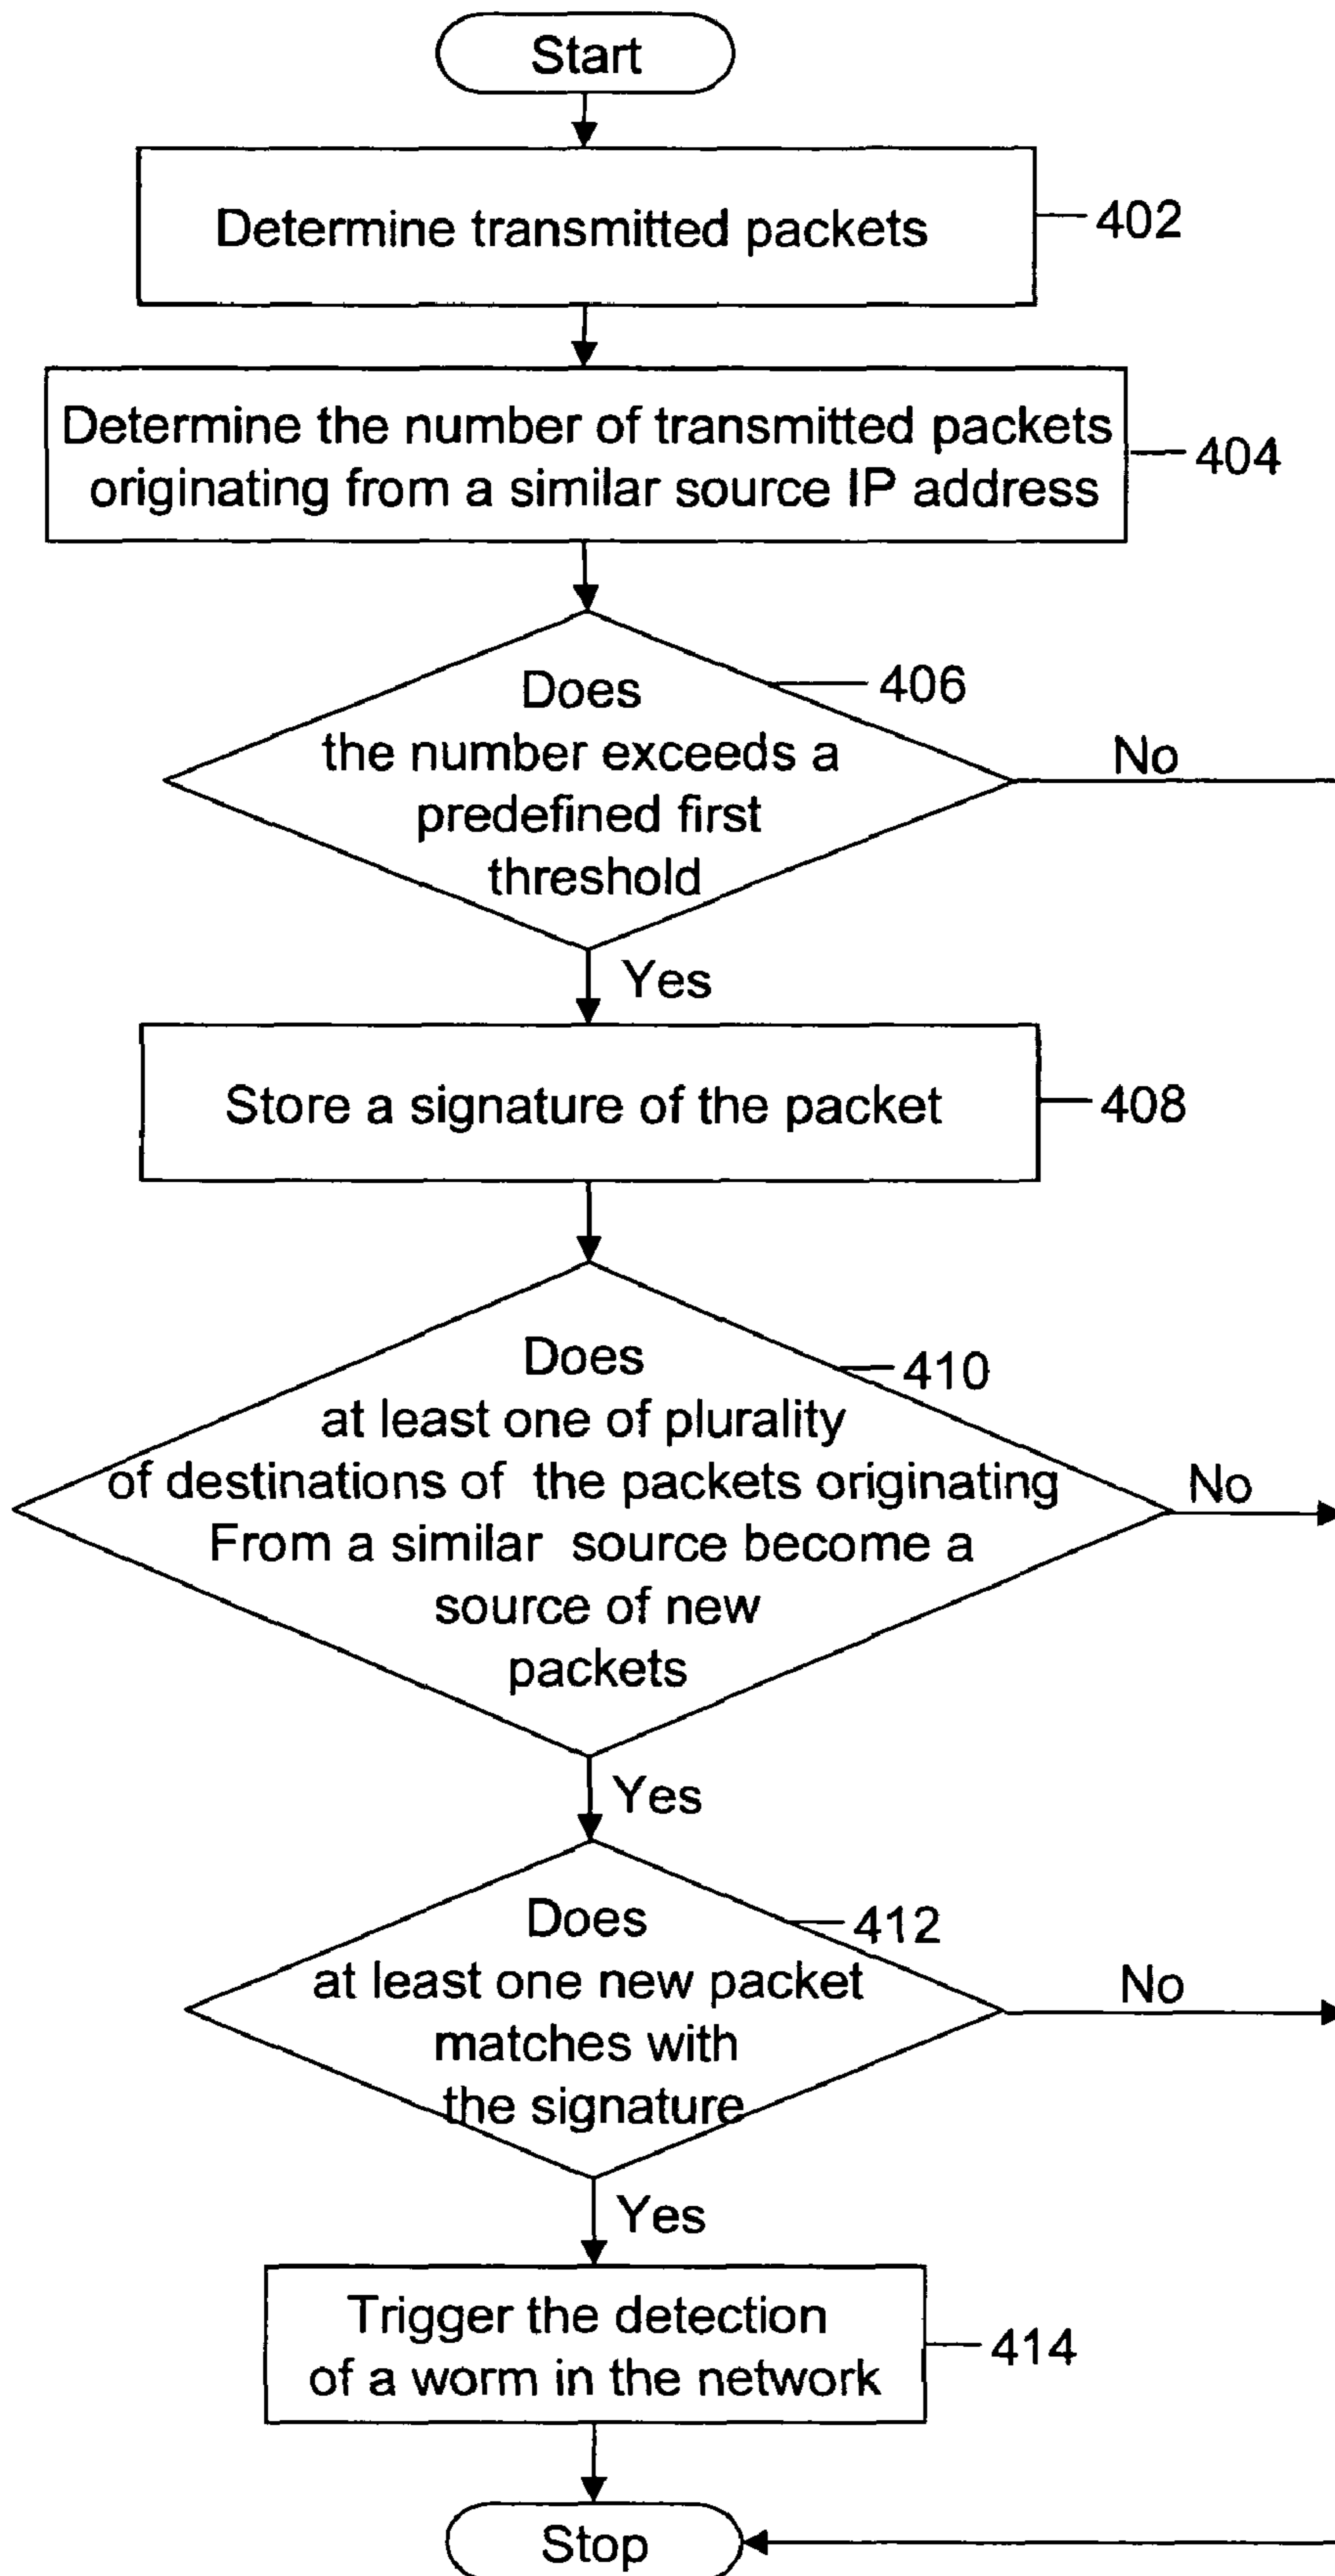 Start
Determine transmitted packets
402
Determine the number of transmitted packets
originating from a similar source IP address
404
Does
the number exceeds a
predefined first
threshold
406
No
Yes
Store a signature of the packet
408
Does
at least one of plurality
of destinations of the packets originating
From a similar source become a
source of new
packets
410
No
Yes
Does
at least one new packet
matches with
the signature
412
No
Yes
Trigger the detection
of a worm in the network
414
Stop